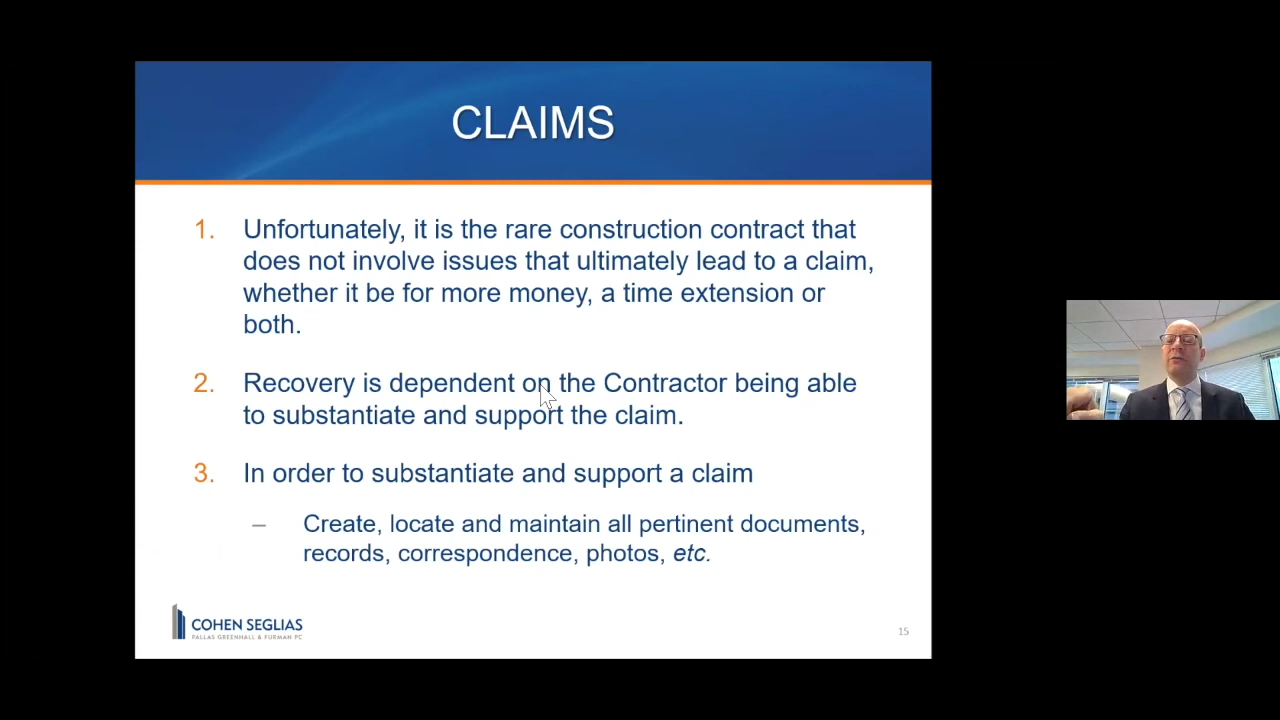 CLAIMS
1. Unfortunately, it is the rare construction contract that
does not involve issues that ultimately lead to a claim,
whether it be for more money, a time extension or
both.
2. Recovery is dependent on the Contractor being able
to substantiate and support the claim.
3. In order to substantiate and support a claim
– Create, locate and maintain all pertinent documents,
records, correspondence, photos, etc.
COHEN SEGLIAS
PALLAS GREENHALL & FURMAN PC
15